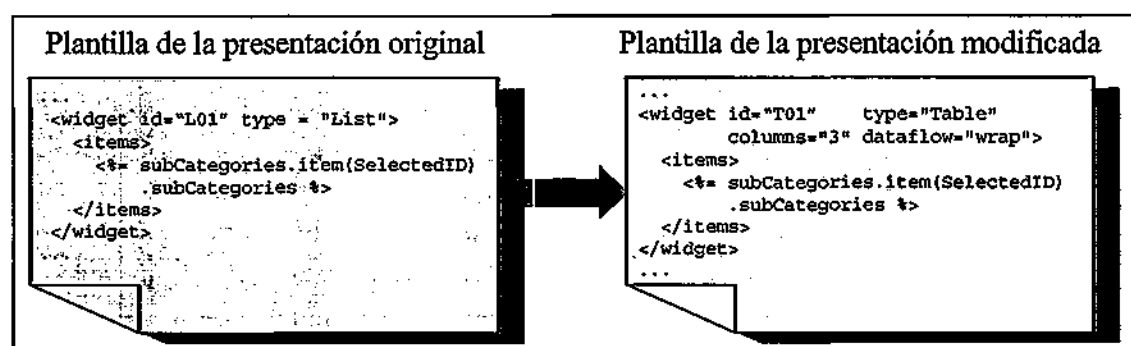 Plantilla de la presentación original
...
<widget id="L01" type = "List">
<items>
<%= subCategories.item(SelectedID)
.subCategories %>
</items>
</widget>
Plantilla de la presentación modificada
...
<widget id="T01" type="Table"
columns="3" dataflow="wrap">
<items>
<%= subCategories.item(SelectedID)
.subCategories %>
</items>
</widget>
...